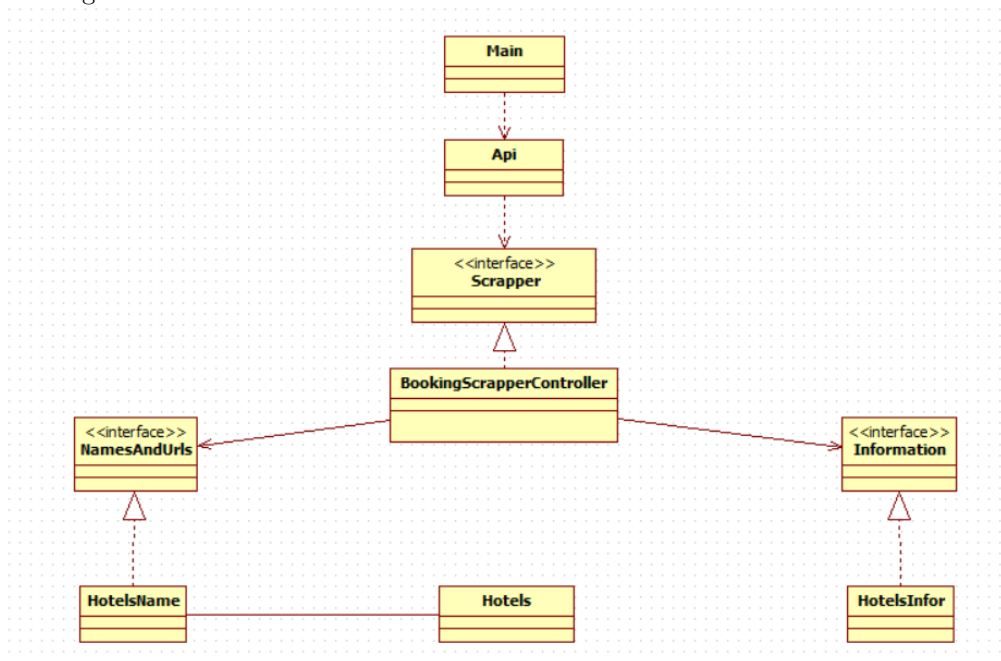 Main
Api
<<interface>>
Scrapper
BookingScrapperController
<<interface>>
NamesAndUrls
<<interface>>
Information
HotelsName
Hotels
HotelsInfor